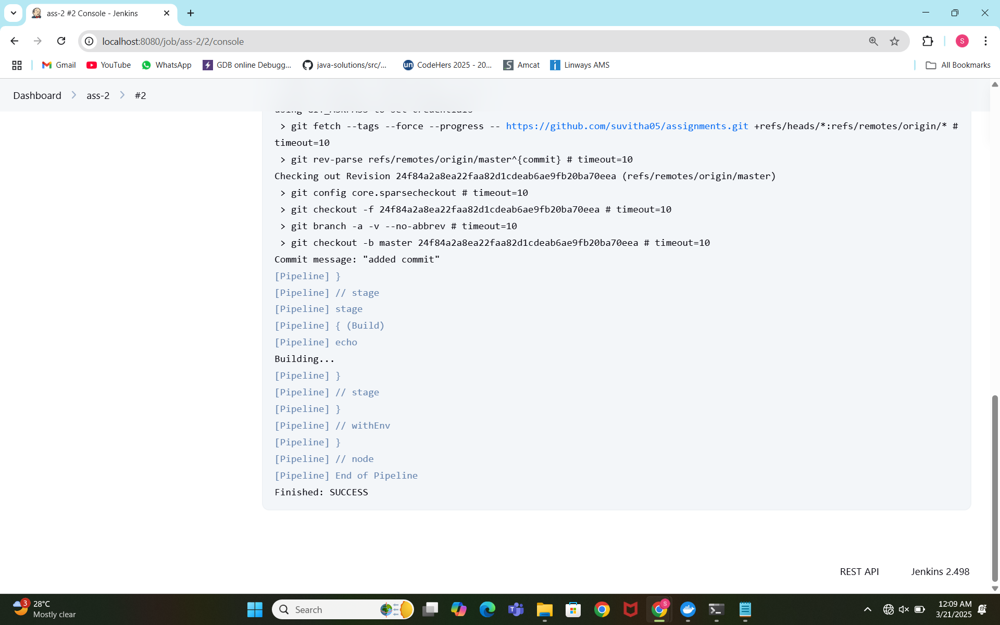 ass-2 #2 Console - Jenkins
localhost:8080/job/ass-2/2/console
S
Gmail
YouTube
WhatsApp
GDB online Debugg...
java-solutions/src/...
un
CodeHers 2025 - 20...
Amcat
Linways AMS
All Bookmarks
Dashboard
ass-2
#2
using GIT_ASKPASS to set credentials
> git fetch --tags --force --progress -- https://github.com/suvitha05/assignments.git +refs/heads/*:refs/remotes/origin/* #
timeout=10
> git rev-parse refs/remotes/origin/master^{commit} # timeout=10
Checking out Revision 24f84a2a8ea22faa82d1cdeab6ae9fb20ba70eea (refs/remotes/origin/master)
> git config core.sparsecheckout # timeout=10
> git checkout -f 24f84a2a8ea22faa82d1cdeab6ae9fb20ba70eea # timeout=10
> git branch -a -v --no-abbrev # timeout=10
> git checkout -b master 24f84a2a8ea22faa82d1cdeab6ae9fb20ba70eea # timeout=10
Commit message: "added commit"
[Pipeline] }
[Pipeline] // stage
[Pipeline] stage
[Pipeline] { (Build)
[Pipeline] echo
Building...
[Pipeline] }
[Pipeline] // stage
[Pipeline] }
[Pipeline] // withEnv
[Pipeline] }
[Pipeline] // node
[Pipeline] End of Pipeline
Finished: SUCCESS
REST API
Jenkins 2.498
3
28°C
Mostly clear
Search
S
12:09 AM
3/21/2025